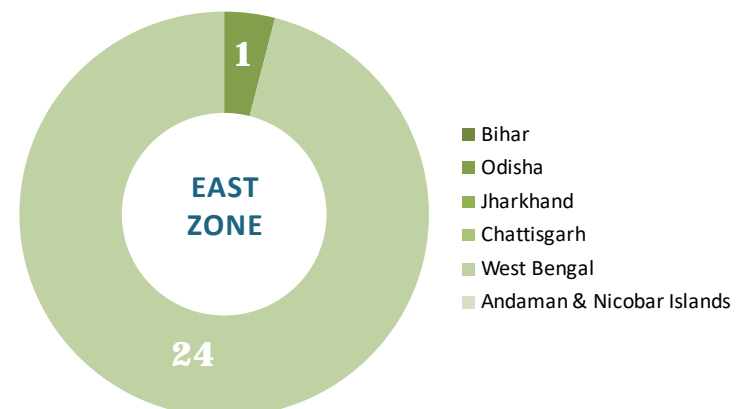 1
EAST
ZONE
24
Bihar
Odisha
Jharkhand
Chattisgarh
West Bengal
Andaman & Nicobar Islands